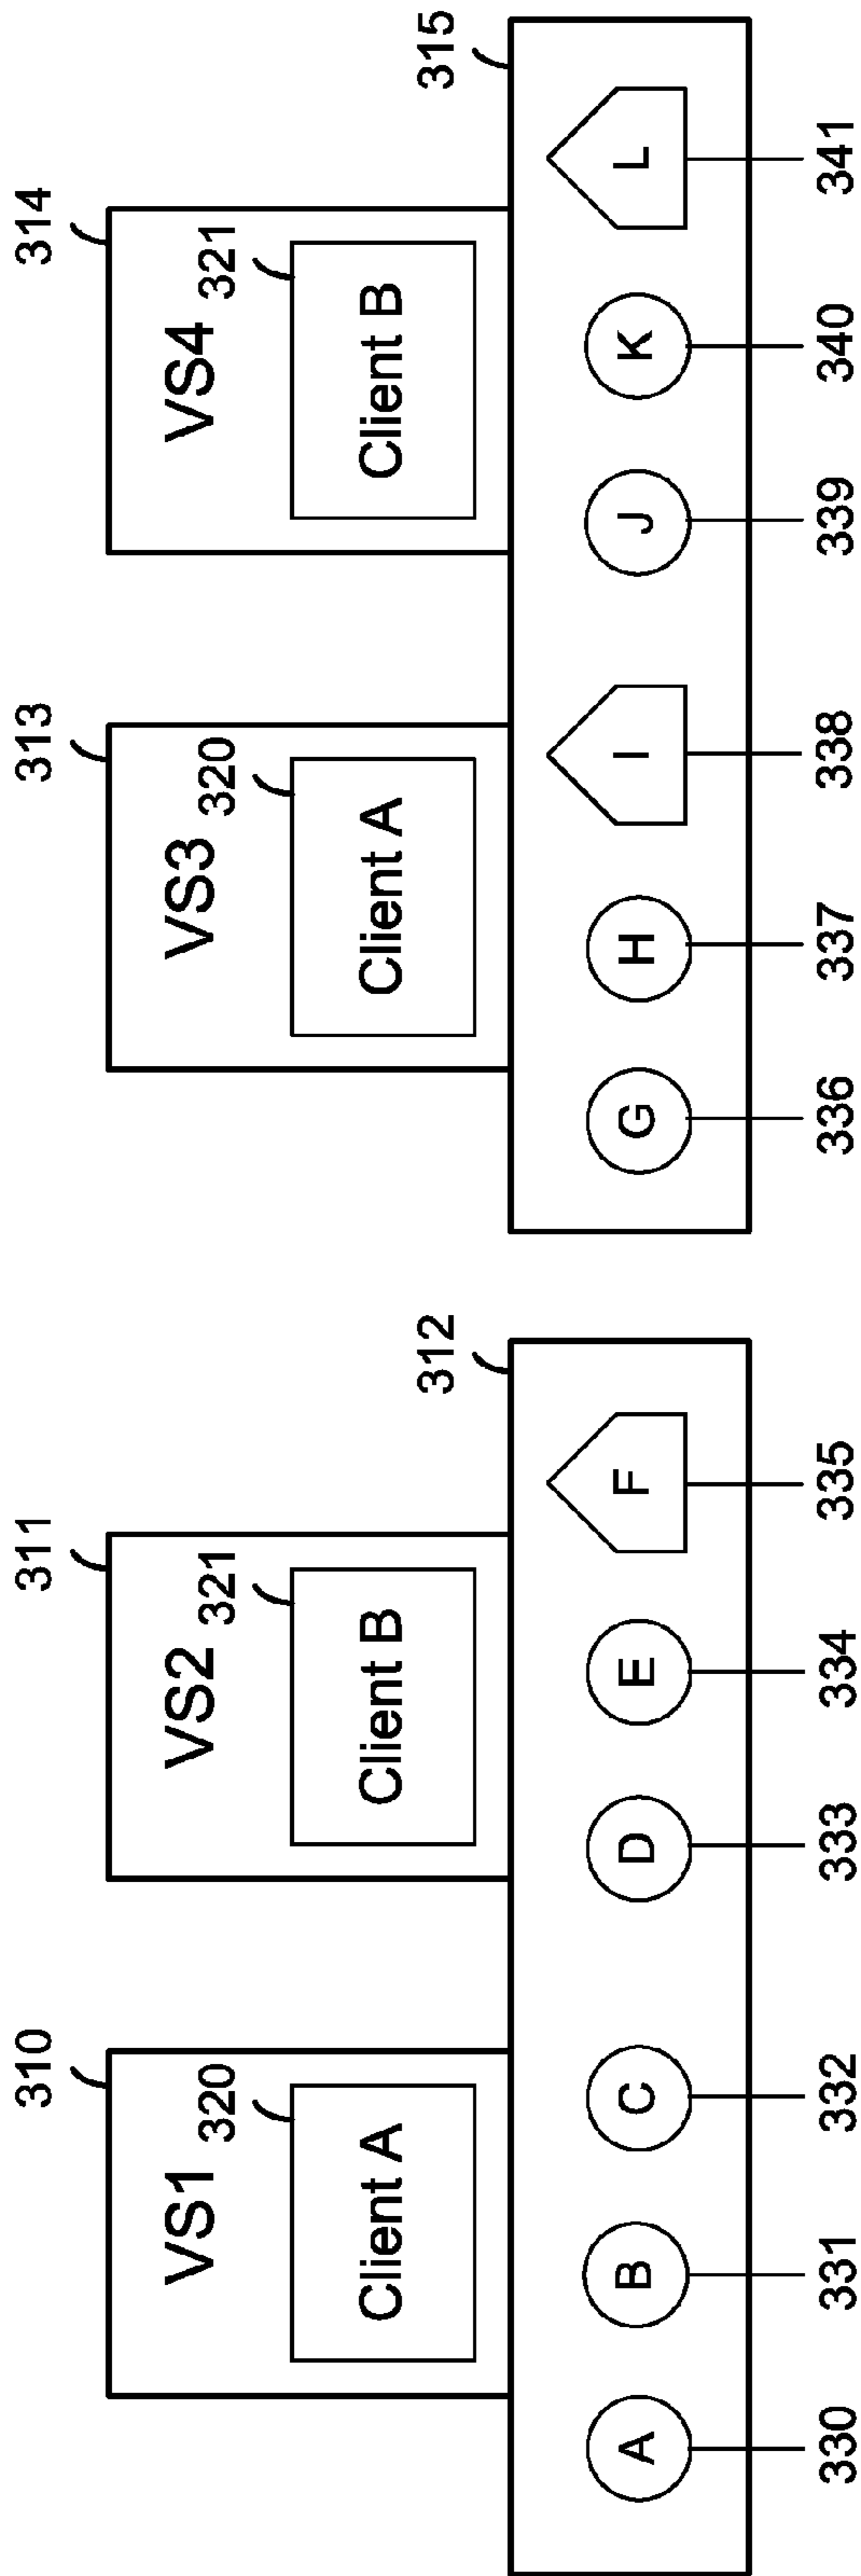 310
311
313
314
VS1
VS2
VS3
VS4
320
321
320
321
Client A
Client B
Client A
Client B
312
315
A
B
C
D
E
F
G
H
I
J
K
L
330
331
332
333
334
335
336
337
338
339
340
341